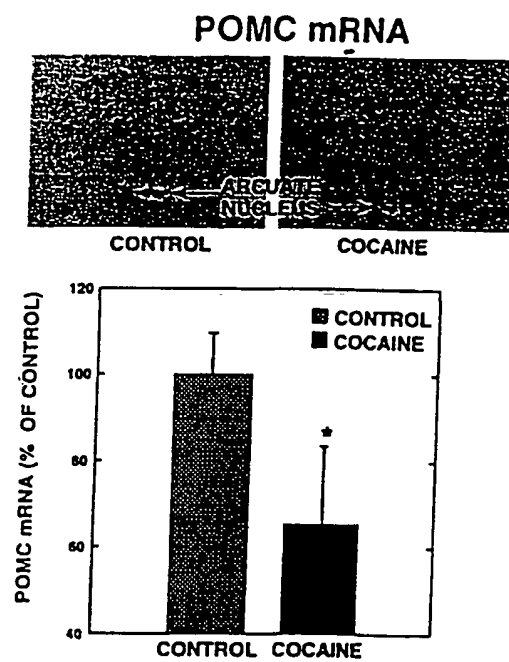 POMC mRNA
ARCUATE
NUCLEUS
CONTROL COCAINE
120
100
80
60
40
POMC mRNA (% OF CONTROL)
CONTROL
COCAINE
*
CONTROL COCAINE